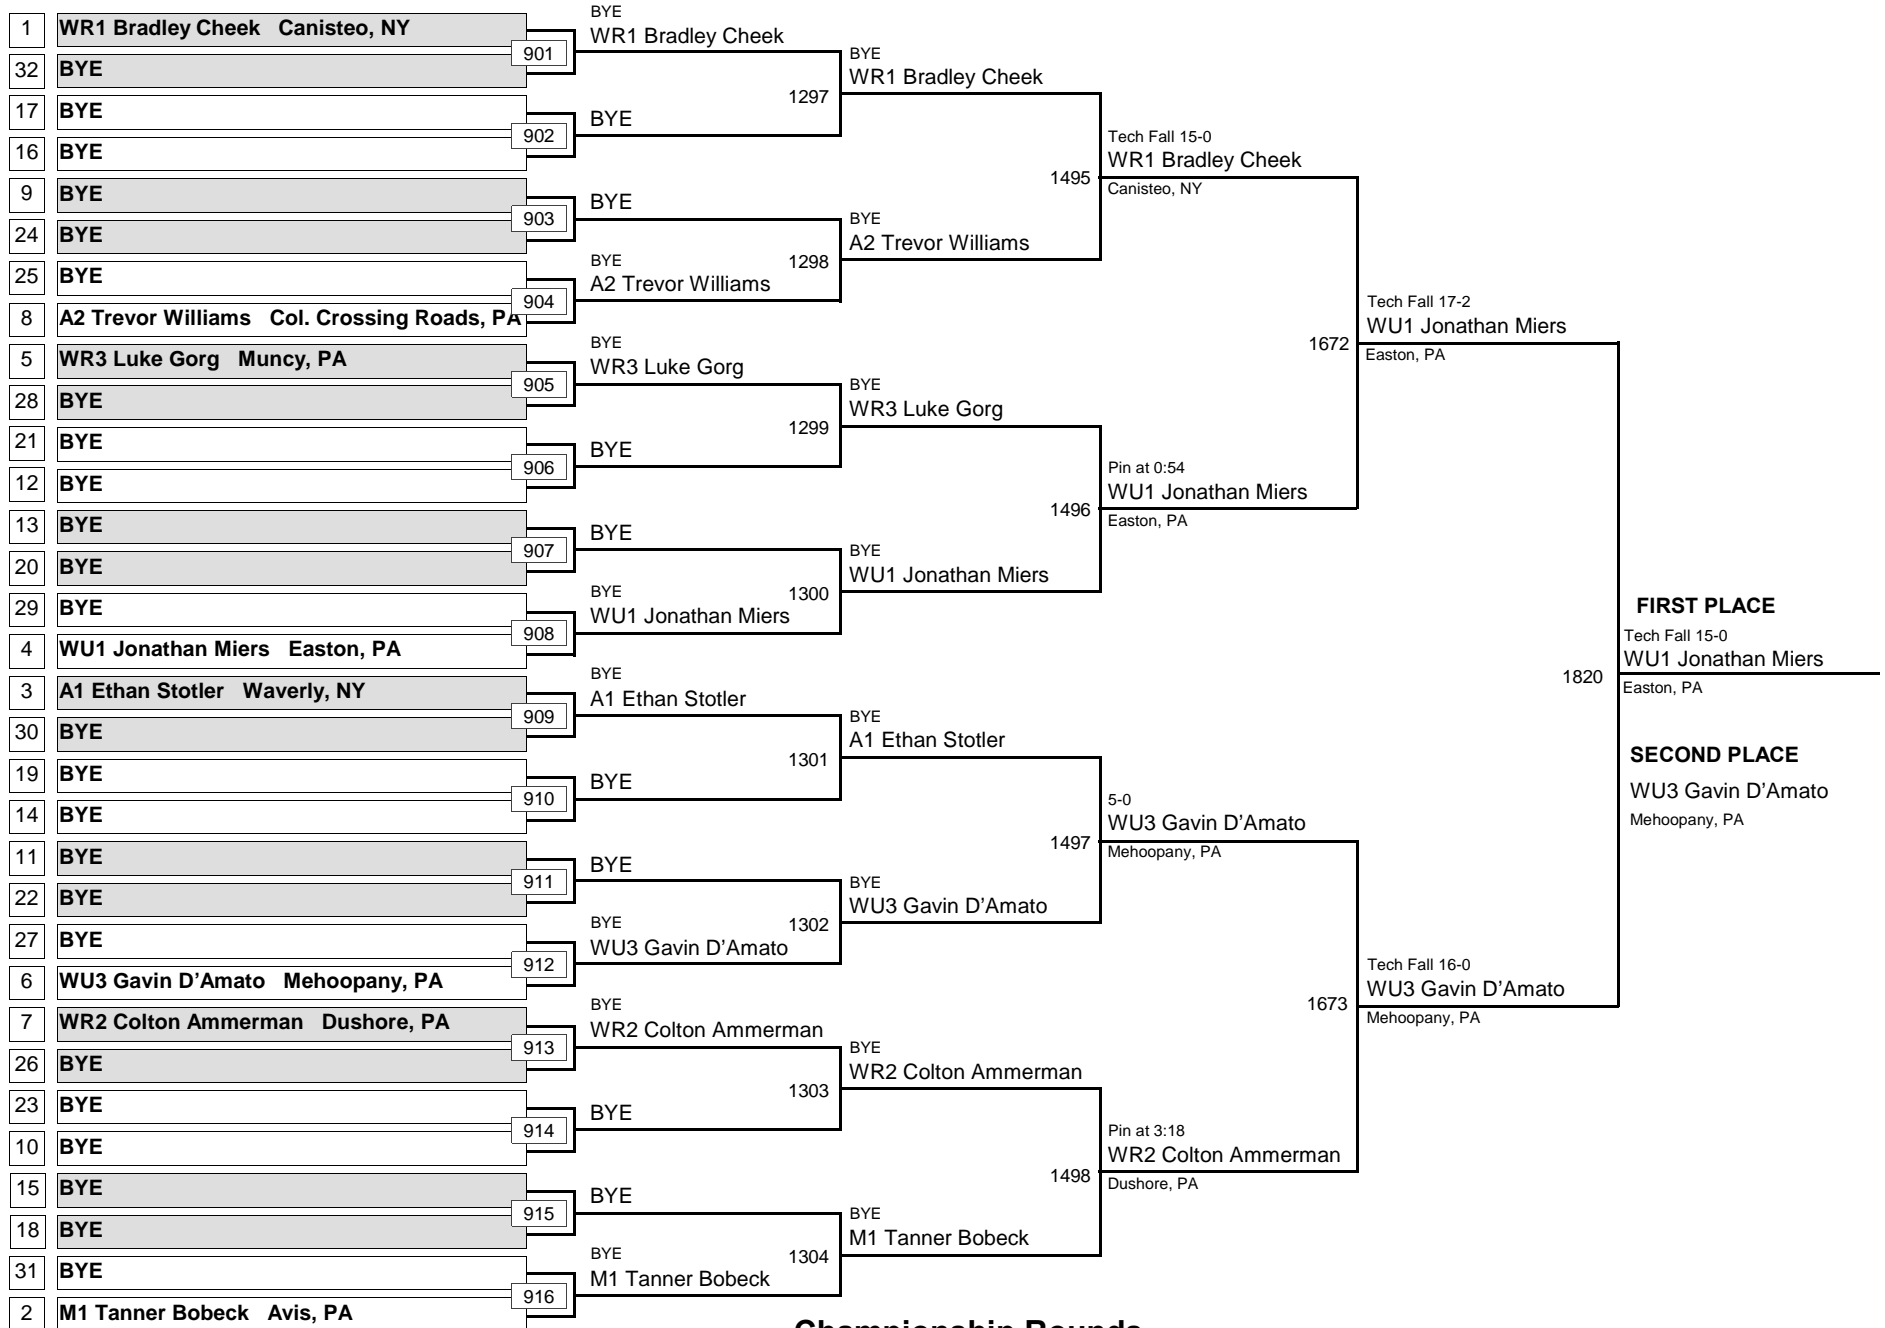 1 WR1 Bradley Cheek Canisteo, NY
32 BYE
17 BYE
16 BYE
9 BYE
24 BYE
25 BYE
8 A2 Trevor Williams Col. Crossing Roads, PA
5 WR3 Luke Gorg Muncy, PA
28 BYE
21 BYE
12 BYE
13 BYE
20 BYE
29 BYE
4 WU1 Jonathan Miers Easton, PA
3 A1 Ethan Stotler Waverly, NY
30 BYE
19 BYE
14 BYE
11 BYE
22 BYE
27 BYE
6 WU3 Gavin D’Amato Mehoopany, PA
7 WR2 Colton Ammerman Dushore, PA
26 BYE
23 BYE
10 BYE
15 BYE
18 BYE
31 BYE
2 M1 Tanner Bobeck Avis, PA
901
902
903
904
905
906
907
908
909
910
911
912
913
914
915
916
BYE
WR1 Bradley Cheek
BYE
BYE
BYE
A2 Trevor Williams
BYE
WR3 Luke Gorg
BYE
BYE
BYE
WU1 Jonathan Miers
BYE
A1 Ethan Stotler
BYE
BYE
BYE
WU3 Gavin D’Amato
BYE
WR2 Colton Ammerman
BYE
BYE
BYE
M1 Tanner Bobeck
1297
1298
1299
1300
1301
1302
1303
1304
BYE
WR1 Bradley Cheek
BYE
A2 Trevor Williams
BYE
WR3 Luke Gorg
BYE
WU1 Jonathan Miers
BYE
A1 Ethan Stotler
BYE
WU3 Gavin D’Amato
BYE
WR2 Colton Ammerman
BYE
M1 Tanner Bobeck
1495
1496
1497
1498
Tech Fall 15-0
WR1 Bradley Cheek
Canisteo, NY
Pin at 0:54
WU1 Jonathan Miers
Easton, PA
5-0
WU3 Gavin D’Amato
Mehoopany, PA
Pin at 3:18
WR2 Colton Ammerman
Dushore, PA
1672
1673
Tech Fall 17-2
WU1 Jonathan Miers
Easton, PA
Tech Fall 16-0
WU3 Gavin D’Amato
Mehoopany, PA
1820
FIRST PLACE
Tech Fall 15-0
WU1 Jonathan Miers
Easton, PA
SECOND PLACE
WU3 Gavin D’Amato
Mehoopany, PA
Championship Rounds